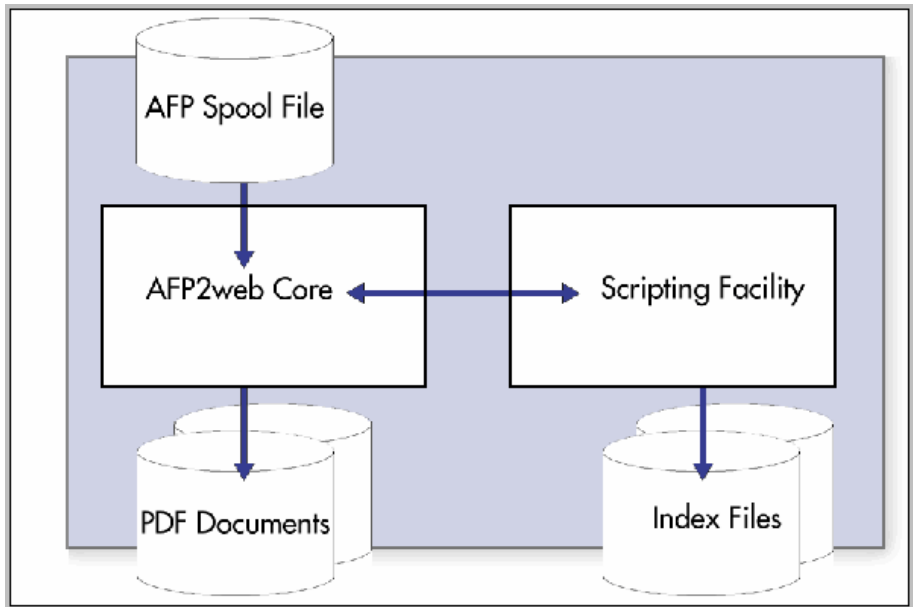 AFP Spool File
AFP2web Core
Scripting Facility
PDF Documents
Index Files